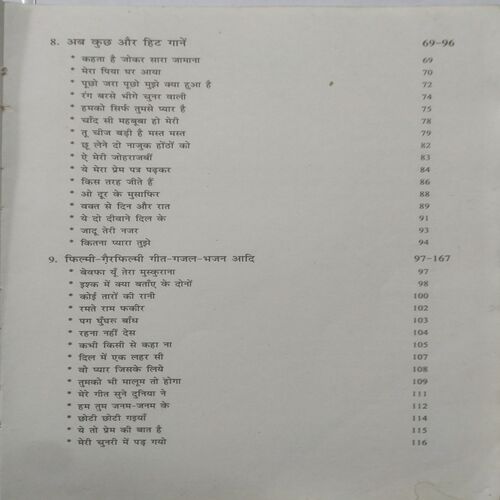 8. अब कुछ और हिट गानें 69-96
* कहता है जोकर सारा जामाना 69
* मेरा पिया घर आया 70
* पूछो जरा पूछो मुझे क्या हुआ है 72
* रंग बरसे भीगे चुनर वाली 74
* हमको सिर्फ तुमसे प्यार है 75
* चाँद सी महबूबा हो मेरी 78
* तू चीज बड़ी है मस्त मस्त 79
* छू लेने दो नाजुक होंठों को 82
* ऐ मेरी जोहराजबीं 83
* ये मेरा प्रेम पत्र पढ़कर 84
* किस तरह जीते हैं 86
* ओ दूर के मुसाफिर 88
* वक्त से दिन और रात 89
* ये दो दीवाने दिल के 91
* जादू तेरी नजर 93
* कितना प्यारा तुझे 94
9. फिल्मी-गैरफिल्मी गीत-गजल-भजन आदि 97-167
* बेवफा यूँ तेरा मुस्कुराना 97
* इश्क में क्या बताँए के दोनों 98
* कोई तारों की रानी 100
* रमते राम फकीर 102
* पग घुँघरू बाँध 103
* रहना नहीं देस 104
* कभी किसी से कहा ना 105
* दिल में एक लहर सी 107
* वो प्यार जिसके लिये 108
* तुमको भी मालूम तो होगा 109
* मेरे गीत सुने दुनिया ने 111
* हम तुम जनम-जनम के 112
* छोटी छोटी गइयाँ 114
* ये तो प्रेम की बात है 115
* मेरी चुनरी में पड़ गयो 116